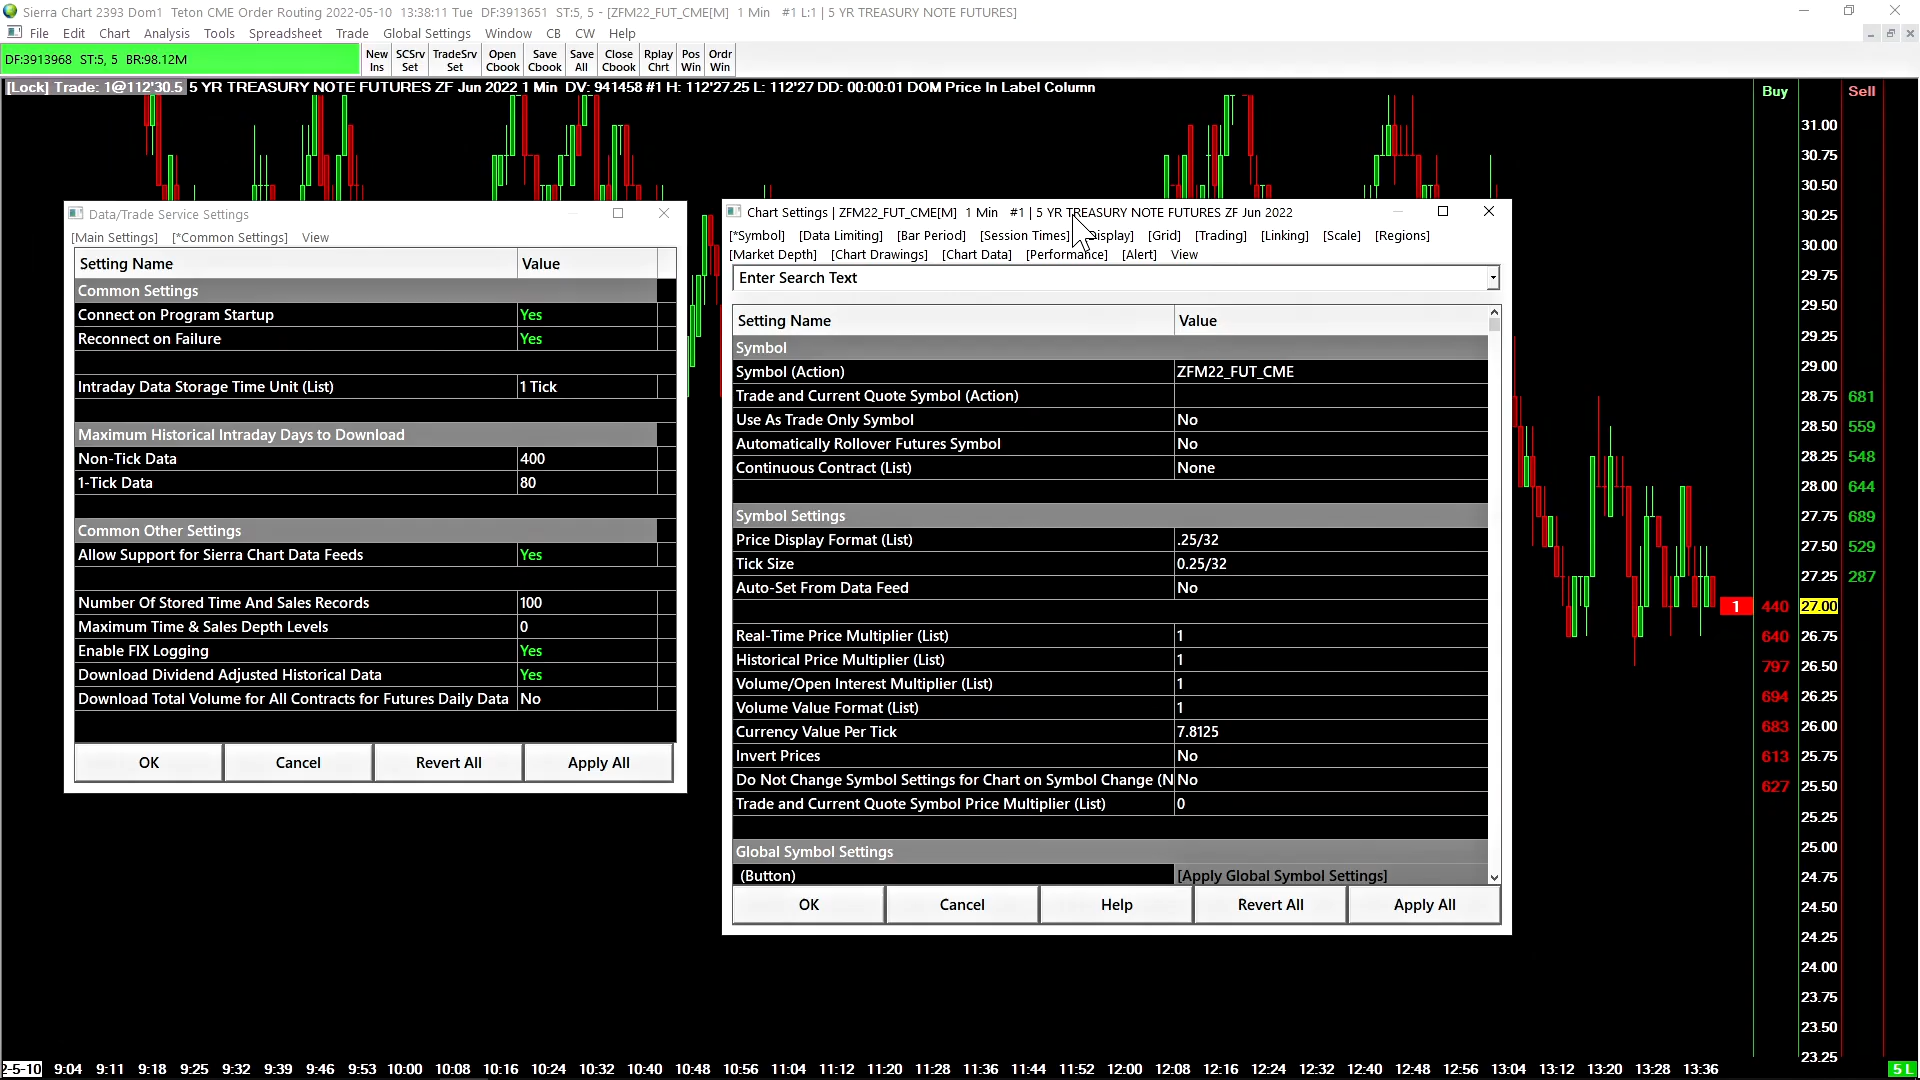 Sierra Chart 2393 Dom1  Teton CME Order Routing 2022-05-10  13:38:11 Tue  DF:3913651  ST:5, 5 - [ZFM22_FUT_CME[M]  1 Min   #1 L:1 | 5 YR TREASURY NOTE FUTURES]
File Edit Chart Analysis Tools Spreadsheet Trade Global Settings Window CB CW Help
DF:3913968  ST:5, 5  BR:98.12M
New Ins
SCSrv Set
TradeSrv Set
Open Cbook
Save Cbook
Save All
Close Cbook
Rplay Chrt
Pos Win
Ordr Win
[Lock] Trade: 1@112'30.5 5 YR TREASURY NOTE FUTURES ZF Jun 2022 1 Min  DV: 941458 #1 H: 112'27.25 L: 112'27 DD: 00:00:01 DOM Price In Label Column
Buy Sell
Data/Trade Service Settings
[Main Settings] [*Common Settings] View
Setting Name Value
Common Settings
Connect on Program Startup Yes
Reconnect on Failure Yes
Intraday Data Storage Time Unit (List) 1 Tick
Maximum Historical Intraday Days to Download
Non-Tick Data 400
1-Tick Data 80
Common Other Settings
Allow Support for Sierra Chart Data Feeds Yes
Number Of Stored Time And Sales Records 100
Maximum Time & Sales Depth Levels 0
Enable FIX Logging Yes
Download Dividend Adjusted Historical Data Yes
Download Total Volume for All Contracts for Futures Daily Data No
OK Cancel Revert All Apply All
Chart Settings | ZFM22_FUT_CME[M]  1 Min   #1 | 5 YR TREASURY NOTE FUTURES ZF Jun 2022
[*Symbol] [Data Limiting] [Bar Period] [Session Times] [Grid] [Trading] [Linking] [Scale] [Regions]
[Market Depth] [Chart Drawings] [Chart Data] [Performance] [Alert] View
Enter Search Text
Setting Name Value
Symbol
Symbol (Action) ZFM22_FUT_CME
Trade and Current Quote Symbol (Action)
Use As Trade Only Symbol No
Automatically Rollover Futures Symbol No
Continuous Contract (List) None
Symbol Settings
Price Display Format (List) .25/32
Tick Size 0.25/32
Auto-Set From Data Feed No
Real-Time Price Multiplier (List) 1
Historical Price Multiplier (List) 1
Volume/Open Interest Multiplier (List) 1
Volume Value Format (List) 1
Currency Value Per Tick 7.8125
Invert Prices No
Do Not Change Symbol Settings for Chart on Symbol Change (N No
Trade and Current Quote Symbol Price Multiplier (List) 0
Global Symbol Settings
(Button) [Apply Global Symbol Settings]
OK Cancel Help Revert All Apply All
31.00
30.75
30.50
30.25
30.00
29.75
29.50
29.25
29.00
28.75 681
28.50 559
28.25 548
28.00 644
27.75 689
27.50 529
27.25 287
1 440 27.00
640 26.75
797 26.50
694 26.25
683 26.00
613 25.75
627 25.50
25.25
25.00
24.75
24.50
24.25
24.00
23.75
23.50
23.25
2-5-10 9:04 9:11 9:18 9:25 9:32 9:39 9:46 9:53 10:00 10:08 10:16 10:24 10:32 10:40 10:48 10:56 11:04 11:12 11:20 11:28 11:36 11:44 11:52 12:00 12:08 12:16 12:24 12:32 12:40 12:48 12:56 13:04 13:12 13:20 13:28 13:36 5 L